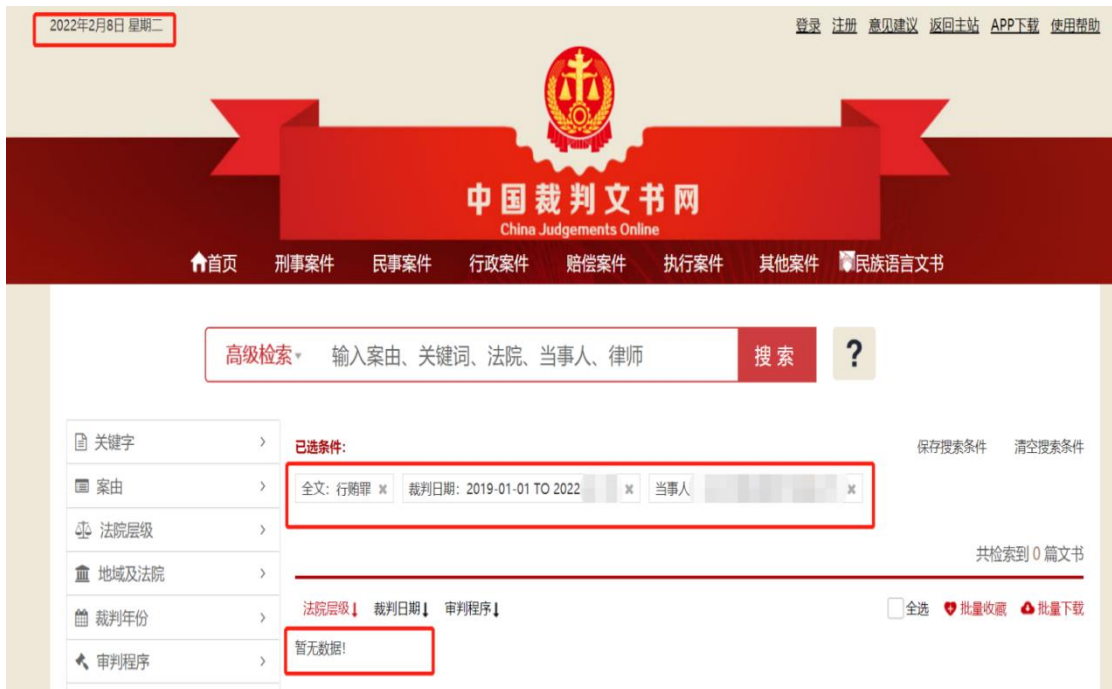 2022年2月8日 星期二
登录 注册 意见建议 返回主站 APP下载 使用帮助
中国裁判文书网
China Judgements Online
首页 刑事案件 民事案件 行政案件 赔偿案件 执行案件 其他案件 民族语言文书
高级检索 输入案由、关键词、法院、当事人、律师 搜索 ?
关键字
案由
法院层级
地域及法院
裁判年份
审判程序
已选条件: 保存搜索条件 清空搜索条件
全文: 行贿罪 × 裁判日期: 2019-01-01 TO 2022 × 当事人 ×
共检索到 0 篇文书
法院层级 裁判日期 审判程序 全选 批量收藏 批量下载
暂无数据!